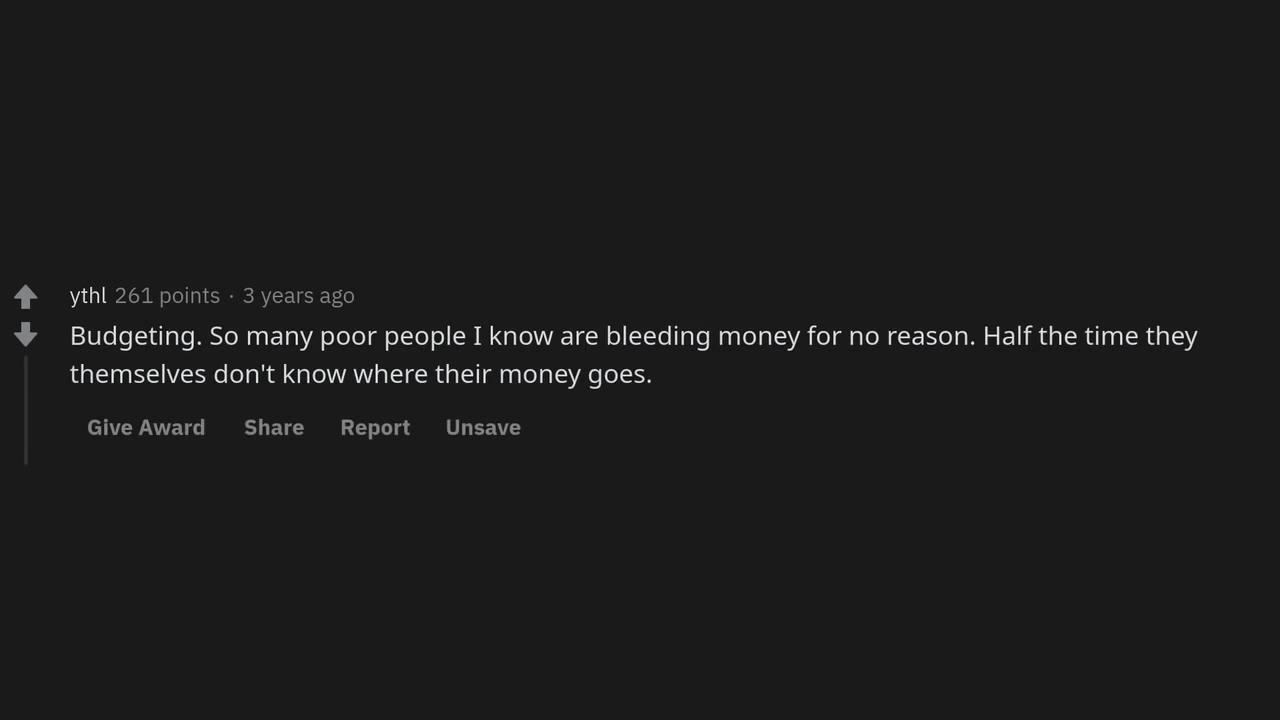 ythl 261 points · 3 years ago
Budgeting. So many poor people I know are bleeding money for no reason. Half the time they
themselves don't know where their money goes.
Give Award Share Report Unsave